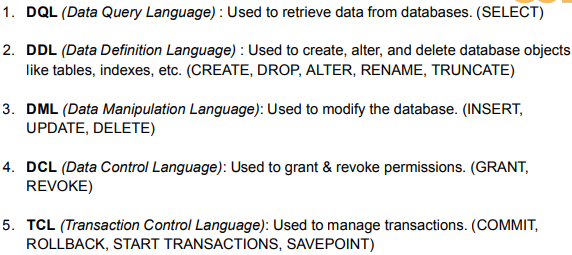 1. DQL (Data Query Language) : Used to retrieve data from databases. (SELECT)
2. DDL (Data Definition Language) : Used to create, alter, and delete database objects
like tables, indexes, etc. (CREATE, DROP, ALTER, RENAME, TRUNCATE)
3. DML (Data Manipulation Language): Used to modify the database. (INSERT,
UPDATE, DELETE)
4. DCL (Data Control Language): Used to grant & revoke permissions. (GRANT,
REVOKE)
5. TCL (Transaction Control Language): Used to manage transactions. (COMMIT,
ROLLBACK, START TRANSACTIONS, SAVEPOINT)